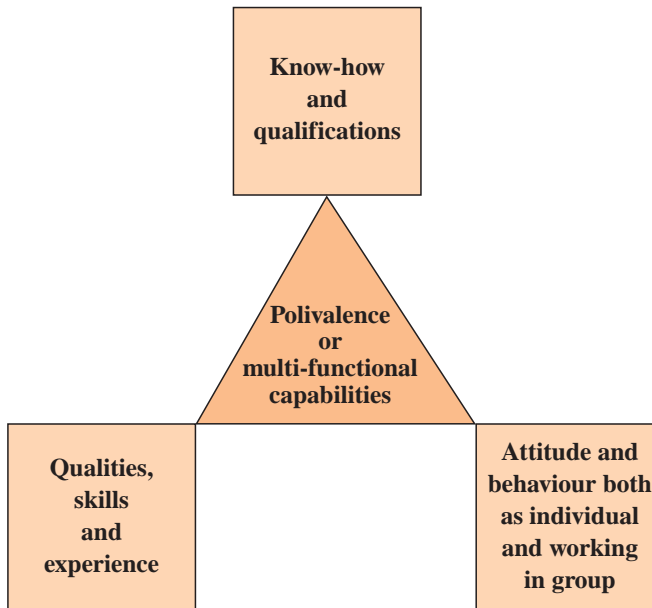 Know-how
and
qualifications
Polivalence
or
multi-functional
capabilities
Qualities,
skills
and
experience
Attitude and
behaviour both
as individual
and working
in group